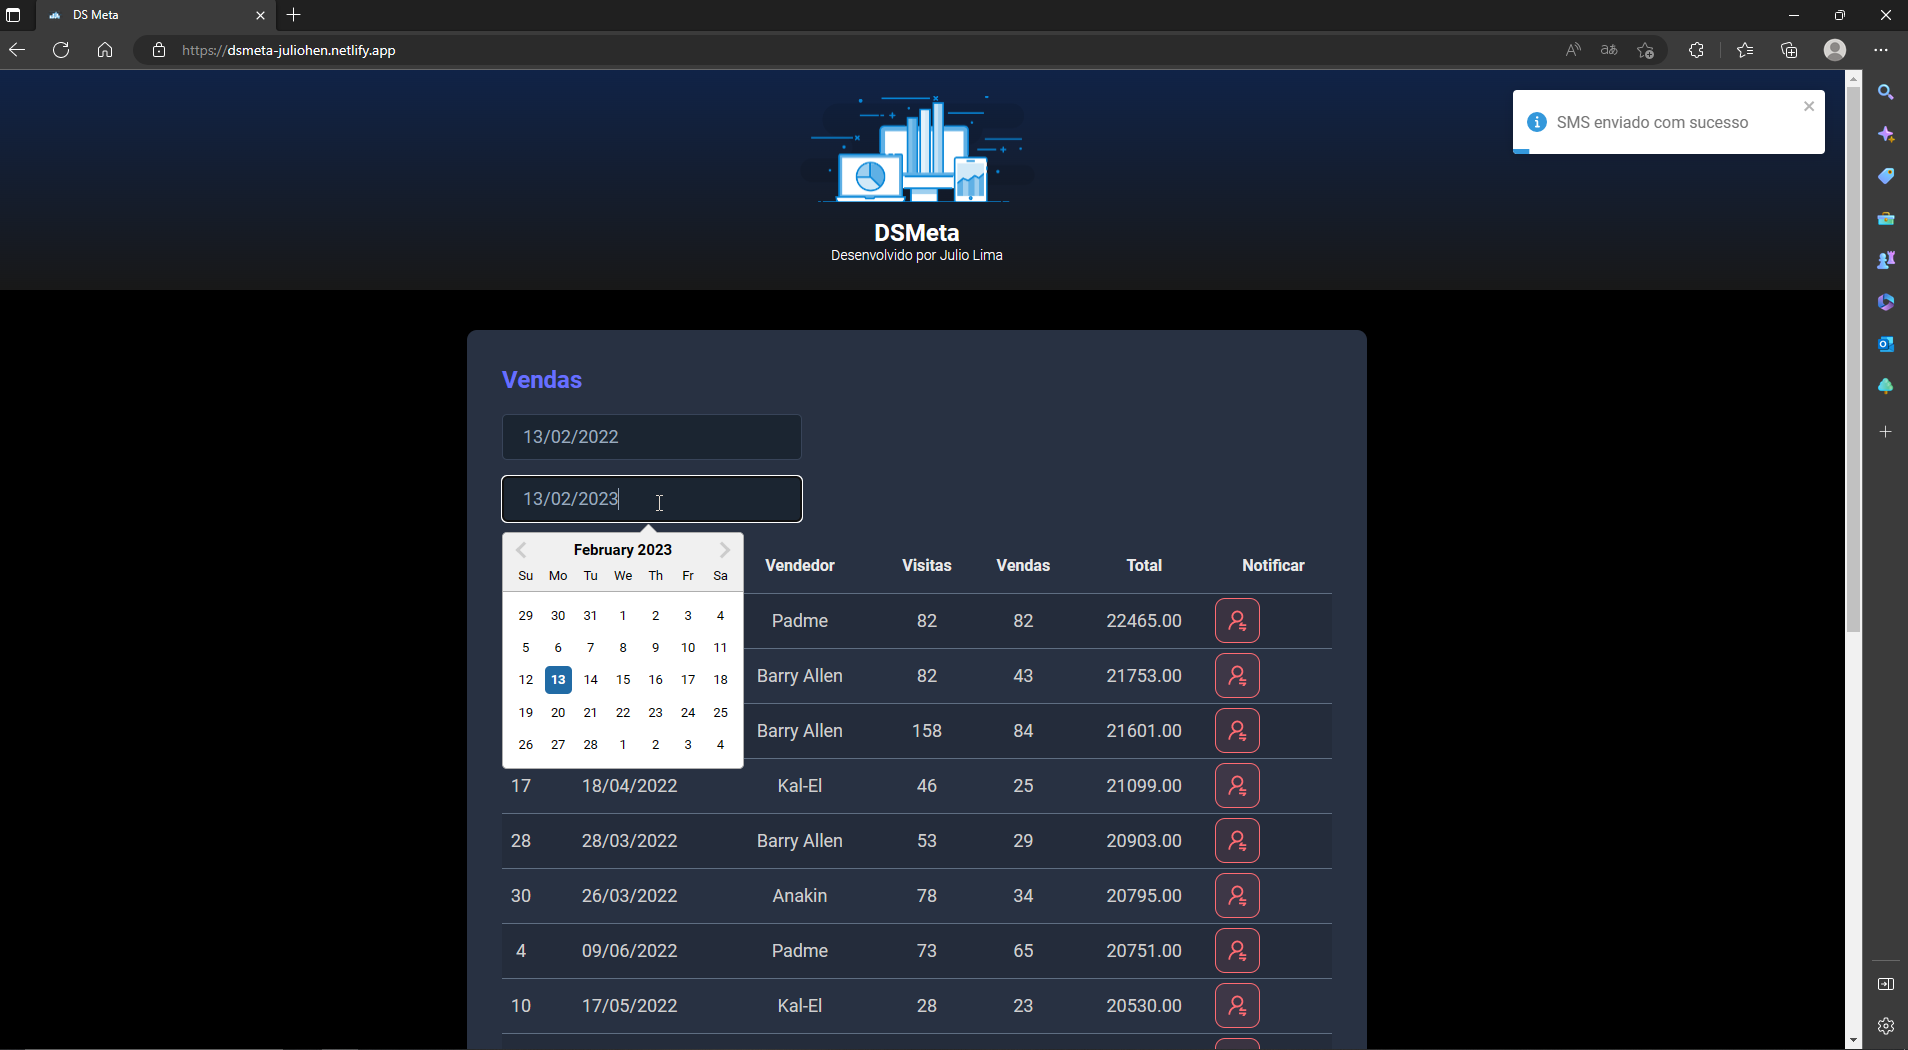 DS Meta
https://dsmeta-juliohen.netlify.app
SMS enviado com sucesso
DSMeta
Desenvolvido por Julio Lima
Vendas
13/02/2022
13/02/2023
February 2023
Su Mo Tu We Th Fr Sa
29 30 31 1 2 3 4
5 6 7 8 9 10 11
12 13 14 15 16 17 18
19 20 21 22 23 24 25
26 27 28 1 2 3 4
Vendedor Visitas Vendas Total Notificar
Padme 82 82 22465.00
Barry Allen 82 43 21753.00
Barry Allen 158 84 21601.00
17 18/04/2022 Kal-El 46 25 21099.00
28 28/03/2022 Barry Allen 53 29 20903.00
30 26/03/2022 Anakin 78 34 20795.00
4 09/06/2022 Padme 73 65 20751.00
10 17/05/2022 Kal-El 28 23 20530.00